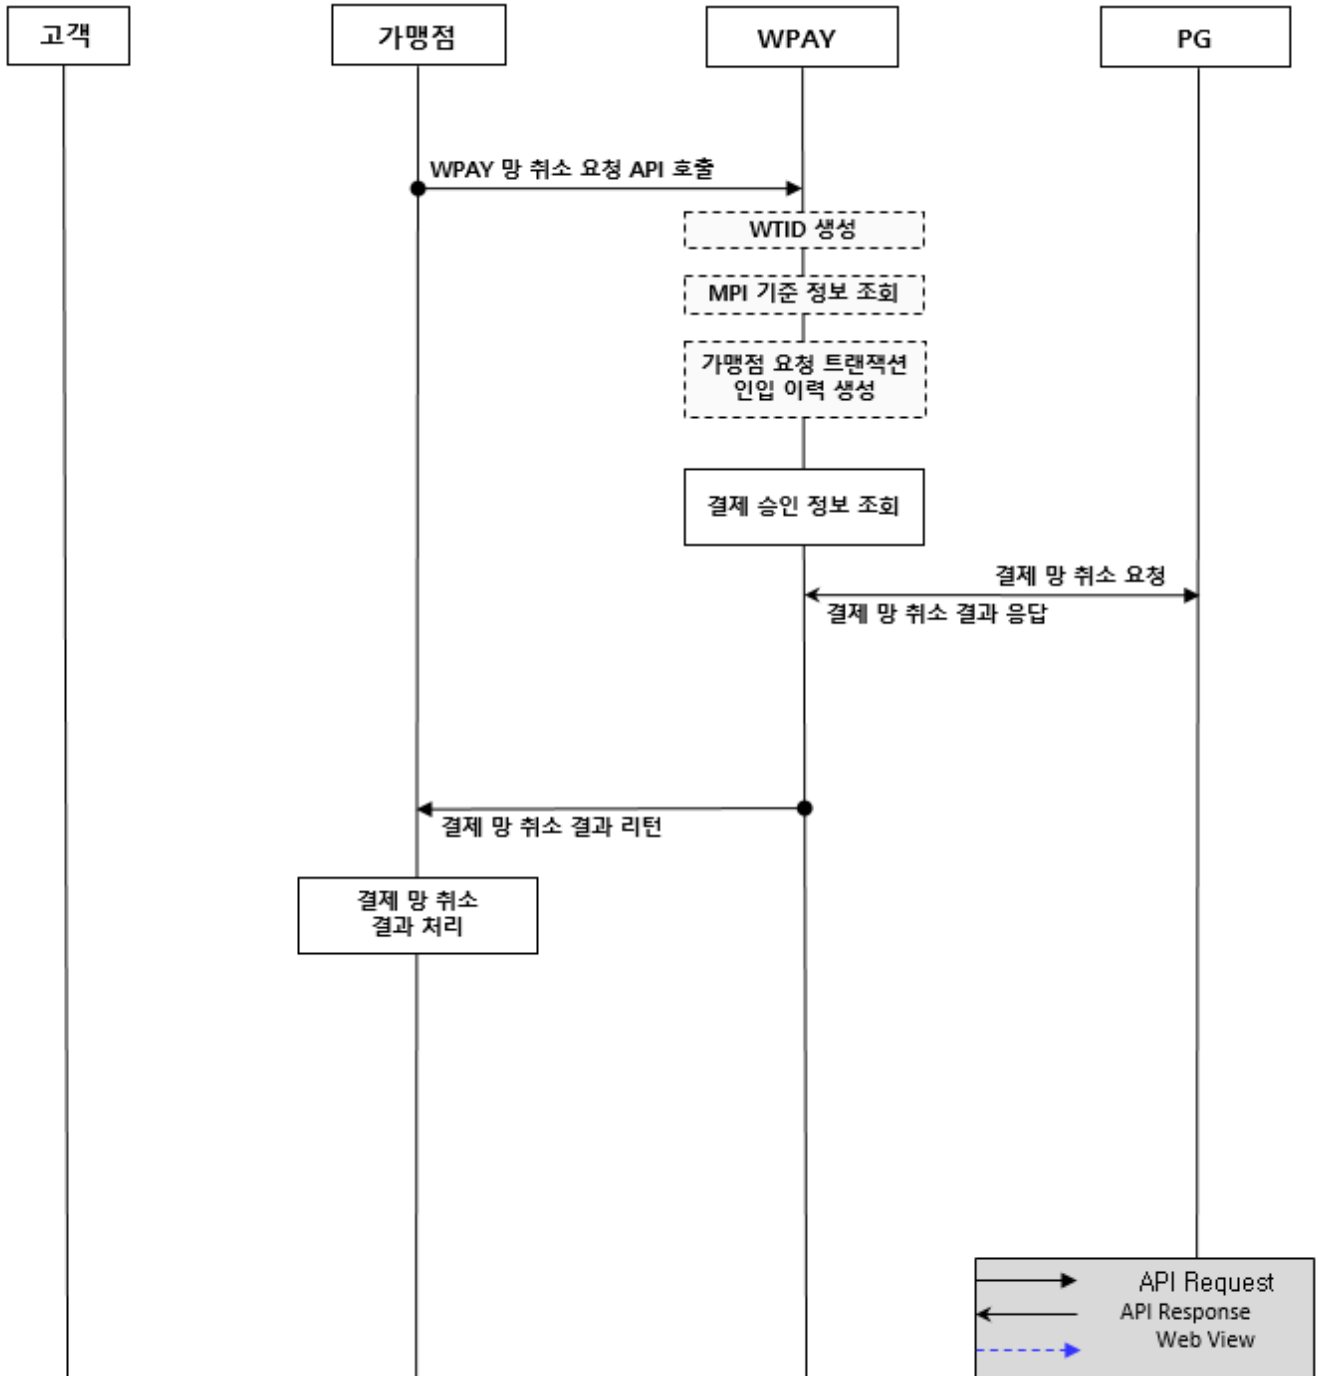 고객
가맹점
WPAY
PG
WPAY 망 취소 요청 API 호출
WTID 생성
MPI 기준 정보 조회
가맹점 요청 트랜잭션
인입 이력 생성
결제 승인 정보 조회
결제 망 취소 요청
결제 망 취소 결과 응답
결제 망 취소 결과 리턴
결제 망 취소
결과 처리
API Request
API Response
Web View